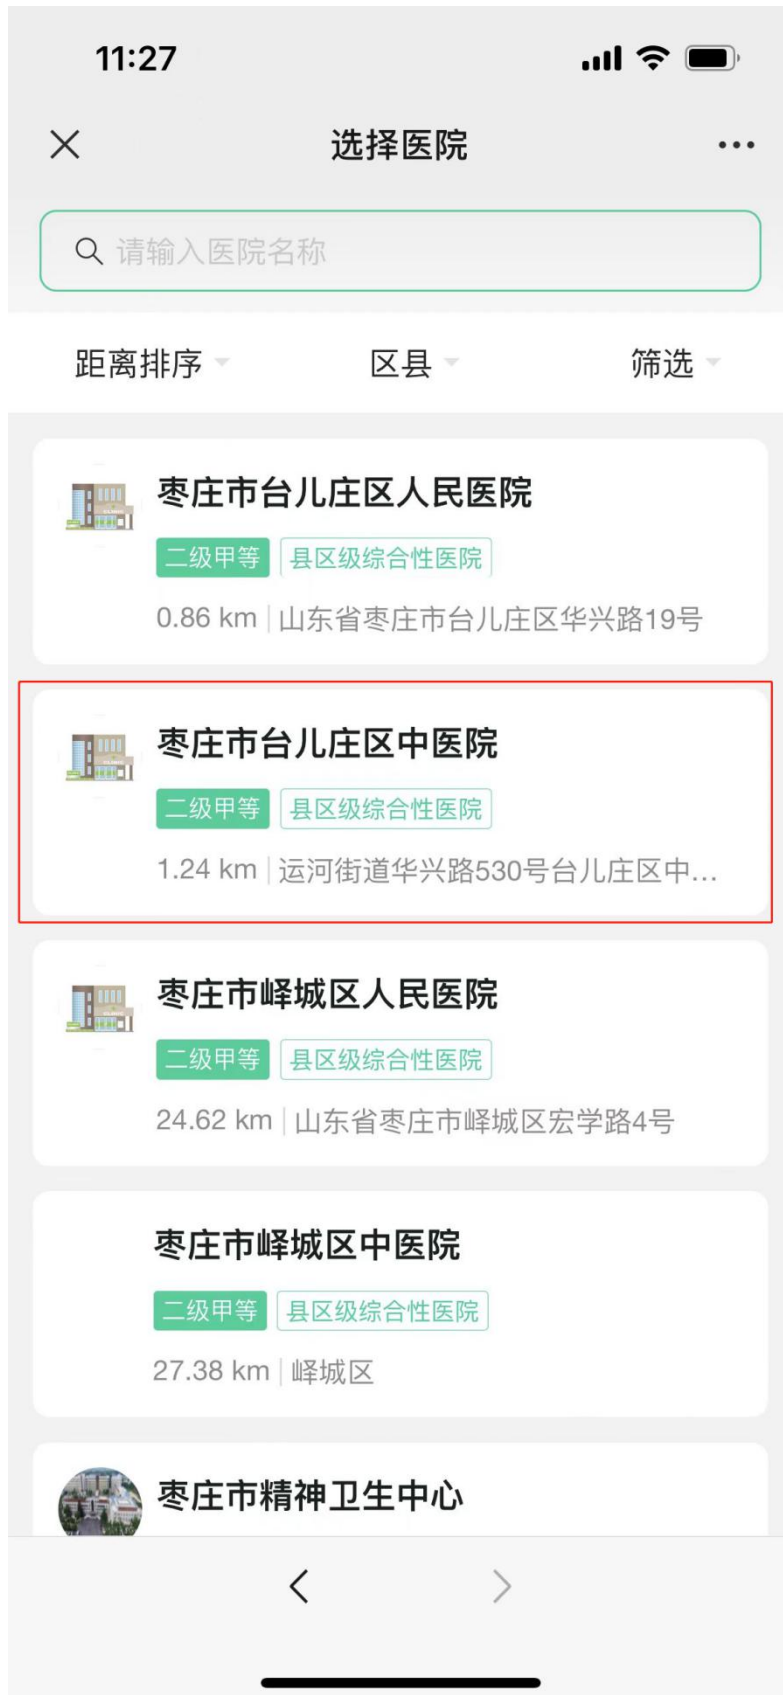 11:27
选择医院
请输入医院名称
距离排序 区县 筛选
枣庄市台儿庄区人民医院
二级甲等 县区级综合性医院
0.86 km 山东省枣庄市台儿庄区华兴路19号
枣庄市台儿庄区中医院
二级甲等 县区级综合性医院
1.24 km 运河街道华兴路530号台儿庄区中...
枣庄市峄城区人民医院
二级甲等 县区级综合性医院
24.62 km 山东省枣庄市峄城区宏学路4号
枣庄市峄城区中医院
二级甲等 县区级综合性医院
27.38 km 峄城区
枣庄市精神卫生中心